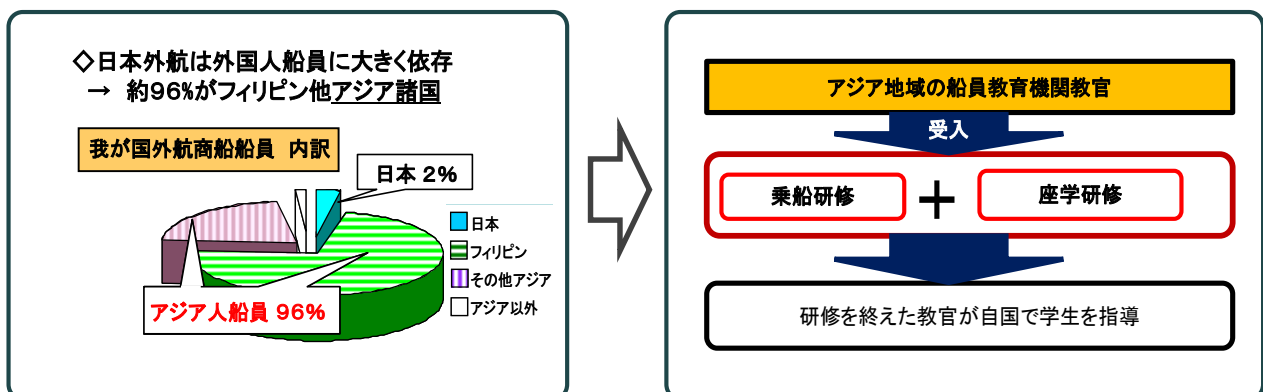 ◇日本外航は外国人船員に大きく依存
→ 約96%がフィリピン他アジア諸国
我が国外航商船船員 内訳
日本 2%
日本
フィリピン
その他アジア
アジア以外
アジア人船員 96%
アジア地域の船員教育機関教官
受入
乗船研修 + 座学研修
研修を終えた教官が自国で学生を指導